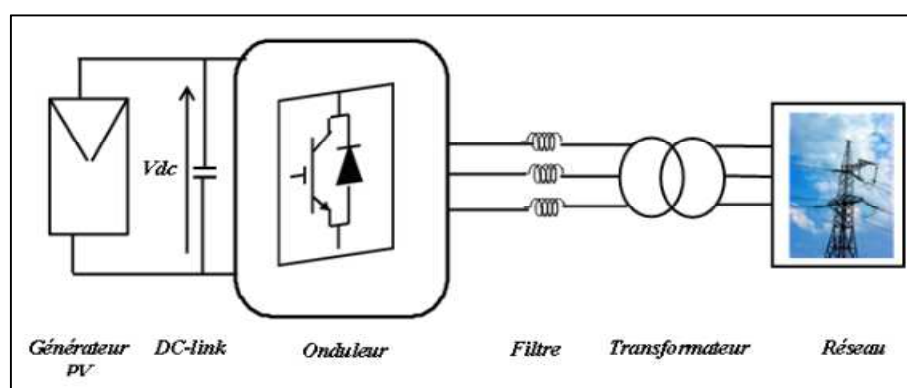 Vdc
Générateur
PV
DC-link
Onduleur
Filtre
Transformateur
Réseau